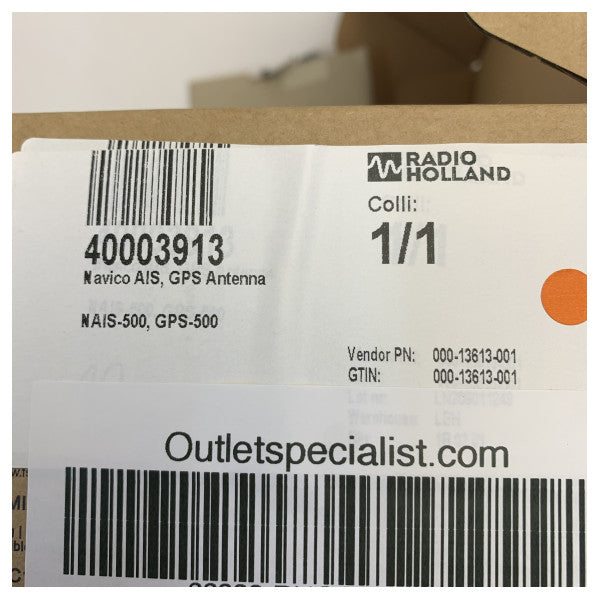 RADIO
HOLLAND
Colli:
1/1
40003913
Navico AIS, GPS Antenna
NAIS-500, GPS-500
Vendor PN: 000-13613-001
GTIN: 000-13613-001
Outletspecialist.com